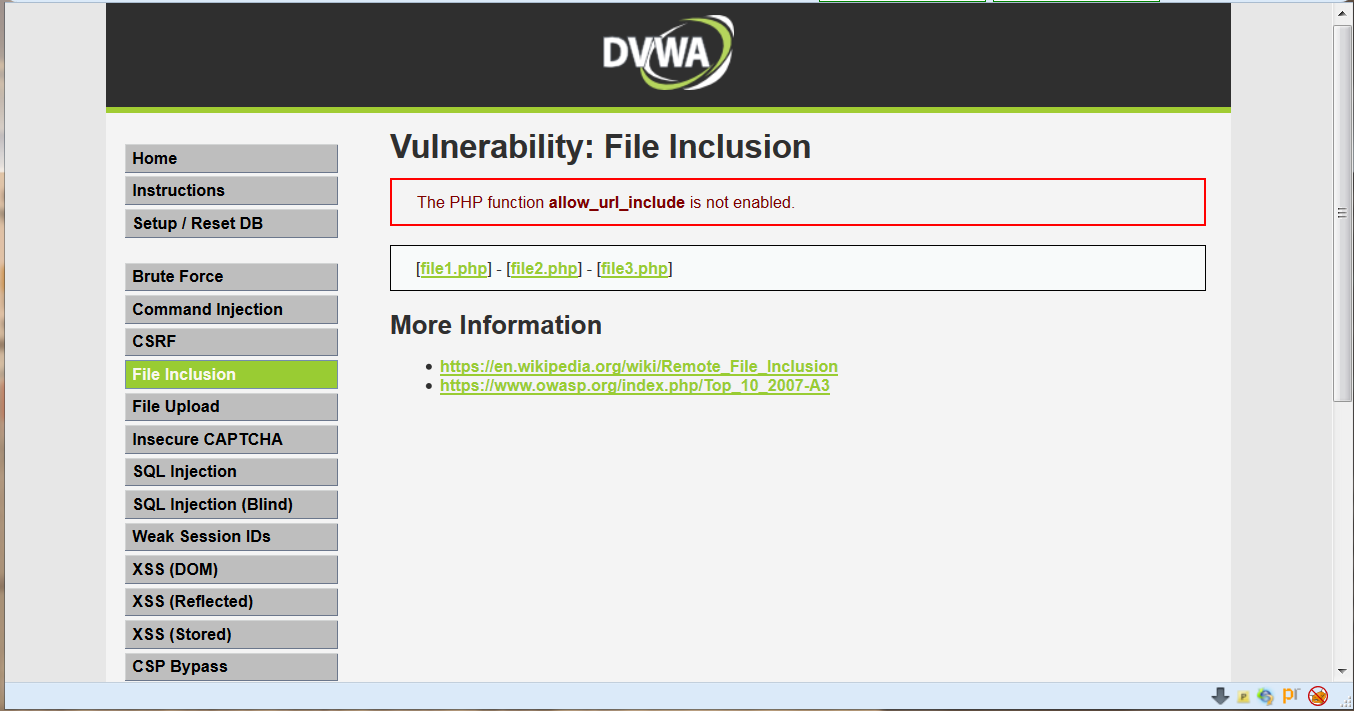 DVWA
Home
Instructions
Setup / Reset DB
Brute Force
Command Injection
CSRF
File Inclusion
File Upload
Insecure CAPTCHA
SQL Injection
SQL Injection (Blind)
Weak Session IDs
XSS (DOM)
XSS (Reflected)
XSS (Stored)
CSP Bypass
Vulnerability: File Inclusion
The PHP function allow_url_include is not enabled.
[file1.php] - [file2.php] - [file3.php]
More Information
https://en.wikipedia.org/wiki/Remote_File_Inclusion
https://www.owasp.org/index.php/Top_10_2007-A3
P
pr